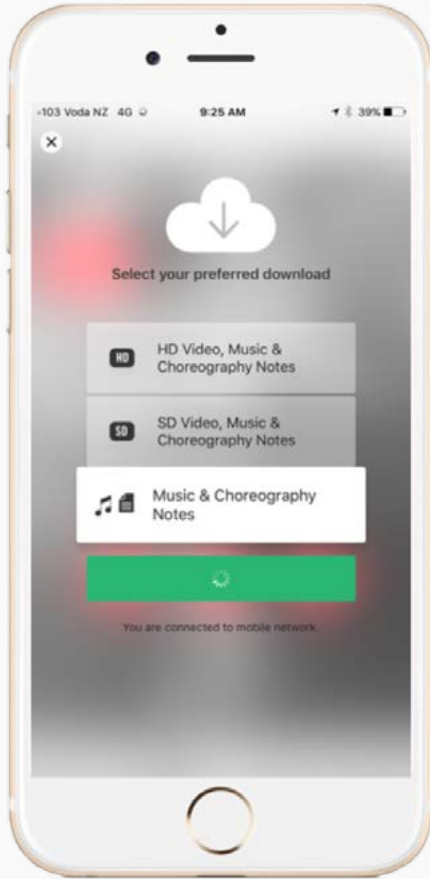 -103 Voda NZ 4G 9:25 AM 39%
Select your preferred download
HD HD Video, Music &
Choreography Notes
SD SD Video, Music &
Choreography Notes
Music & Choreography
Notes
You are connected to mobile network.